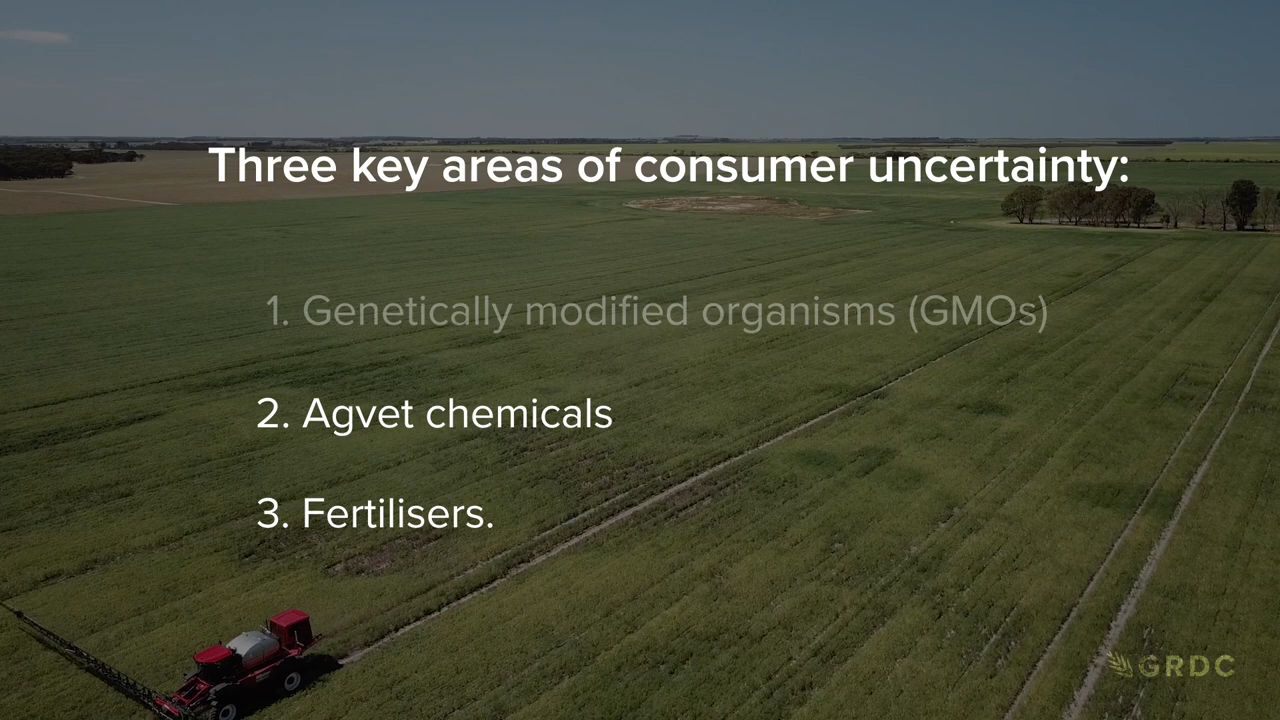 Three key areas of consumer uncertainty:
1. Genetically modified organisms (GMOs)
2. Agvet chemicals
3. Fertilisers.
GRDC